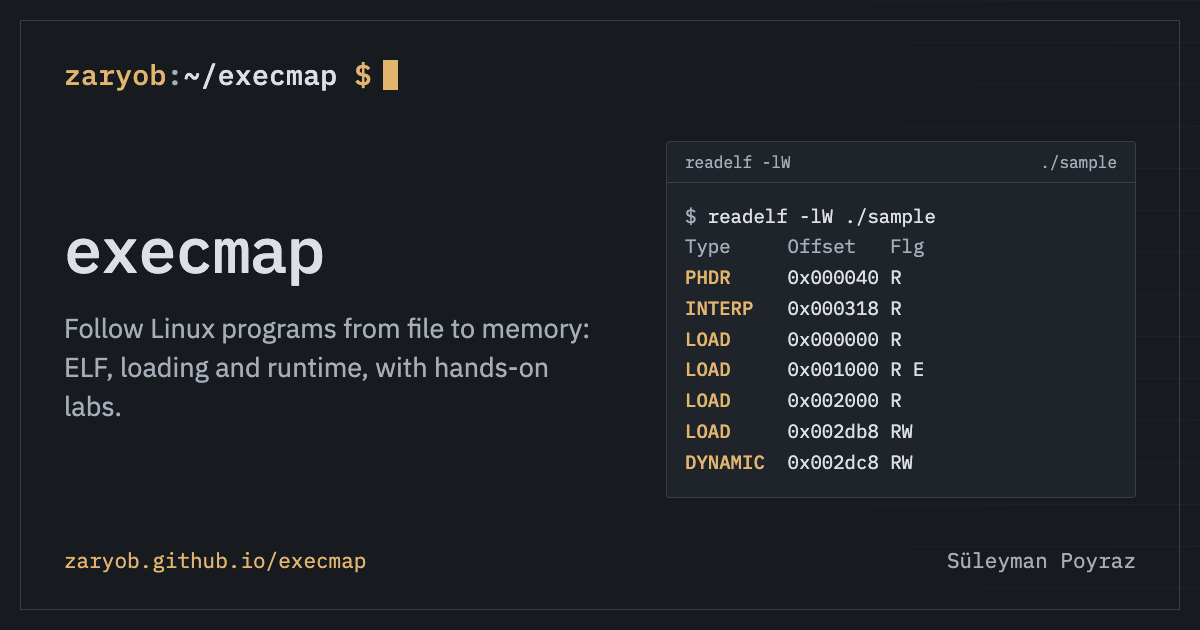 zaryob:~/execmap $
execmap
Follow Linux programs from file to memory:
ELF, loading and runtime, with hands-on
labs.
readelf -lW ./sample
$ readelf -lW ./sample
Type Offset Flg
PHDR 0x000040 R
INTERP 0x000318 R
LOAD 0x000000 R
LOAD 0x001000 R E
LOAD 0x002000 R
LOAD 0x002db8 RW
DYNAMIC 0x002dc8 RW
zaryob.github.io/execmap
Süleyman Poyraz